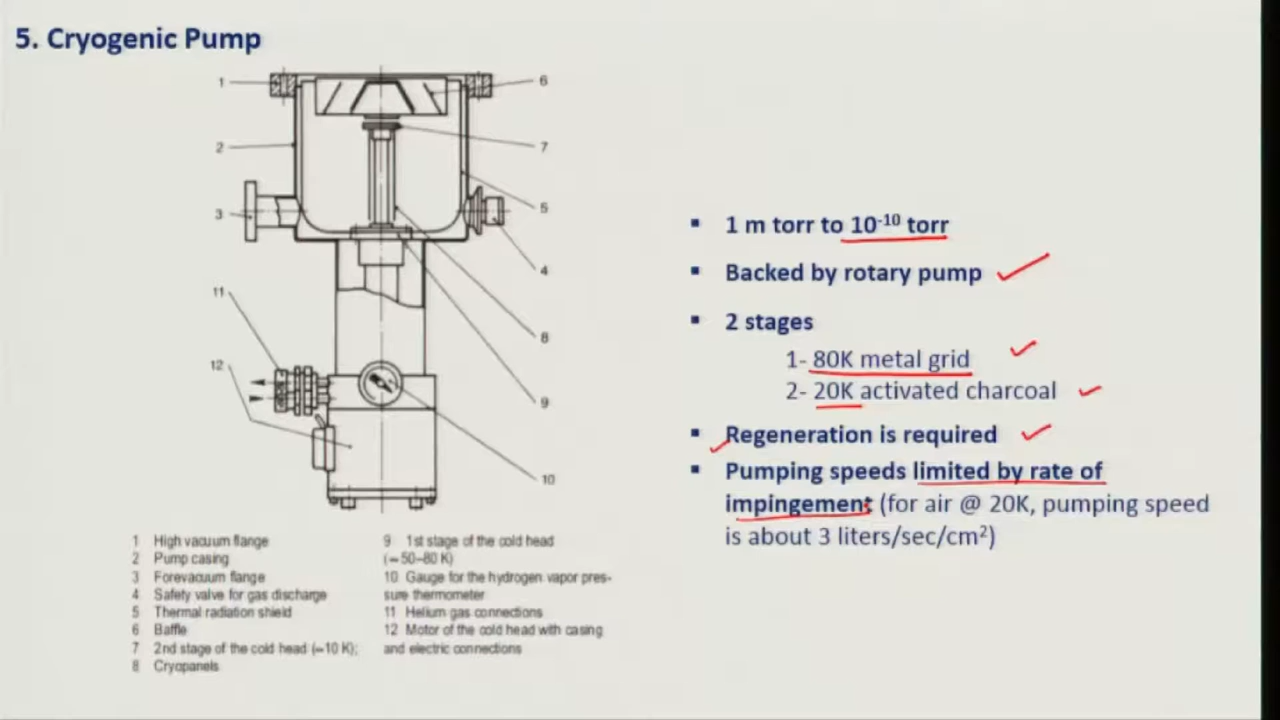 5. Cryogenic Pump
1
2
3
11
12
6
7
5
4
8
9
10
1 High vacuum flange
2 Pump casing
3 Forevacuum flange
4 Safety valve for gas discharge
5 Thermal radiation shield
6 Baffle
7 2nd stage of the cold head (≈10 K);
8 Cryopanels
9 1st stage of the cold head
(≈50–80 K)
10 Gauge for the hydrogen vapor pres-
sure thermometer
11 Helium gas connections
12 Motor of the cold head with casing
and electric connections
▪ 1 m torr to 10⁻¹⁰ torr
▪ Backed by rotary pump
▪ 2 stages
1- 80K metal grid
2- 20K activated charcoal
▪ Regeneration is required
▪ Pumping speeds limited by rate of
impingement (for air @ 20K, pumping speed
is about 3 liters/sec/cm²)